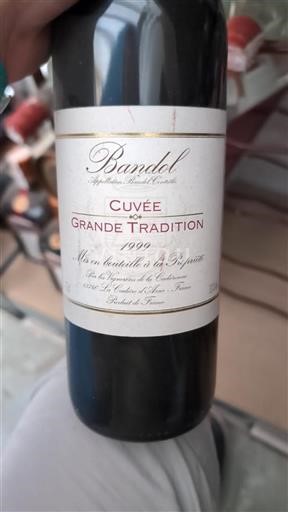 Bandol
Appellation Bandol Contrôlée
CUVÉE
GRANDE TRADITION
1999
Mis en bouteille à la Propriété
Par les Vignerons de la Cadiérenne
83740 La Cadière d'Azur - France
Produit de France